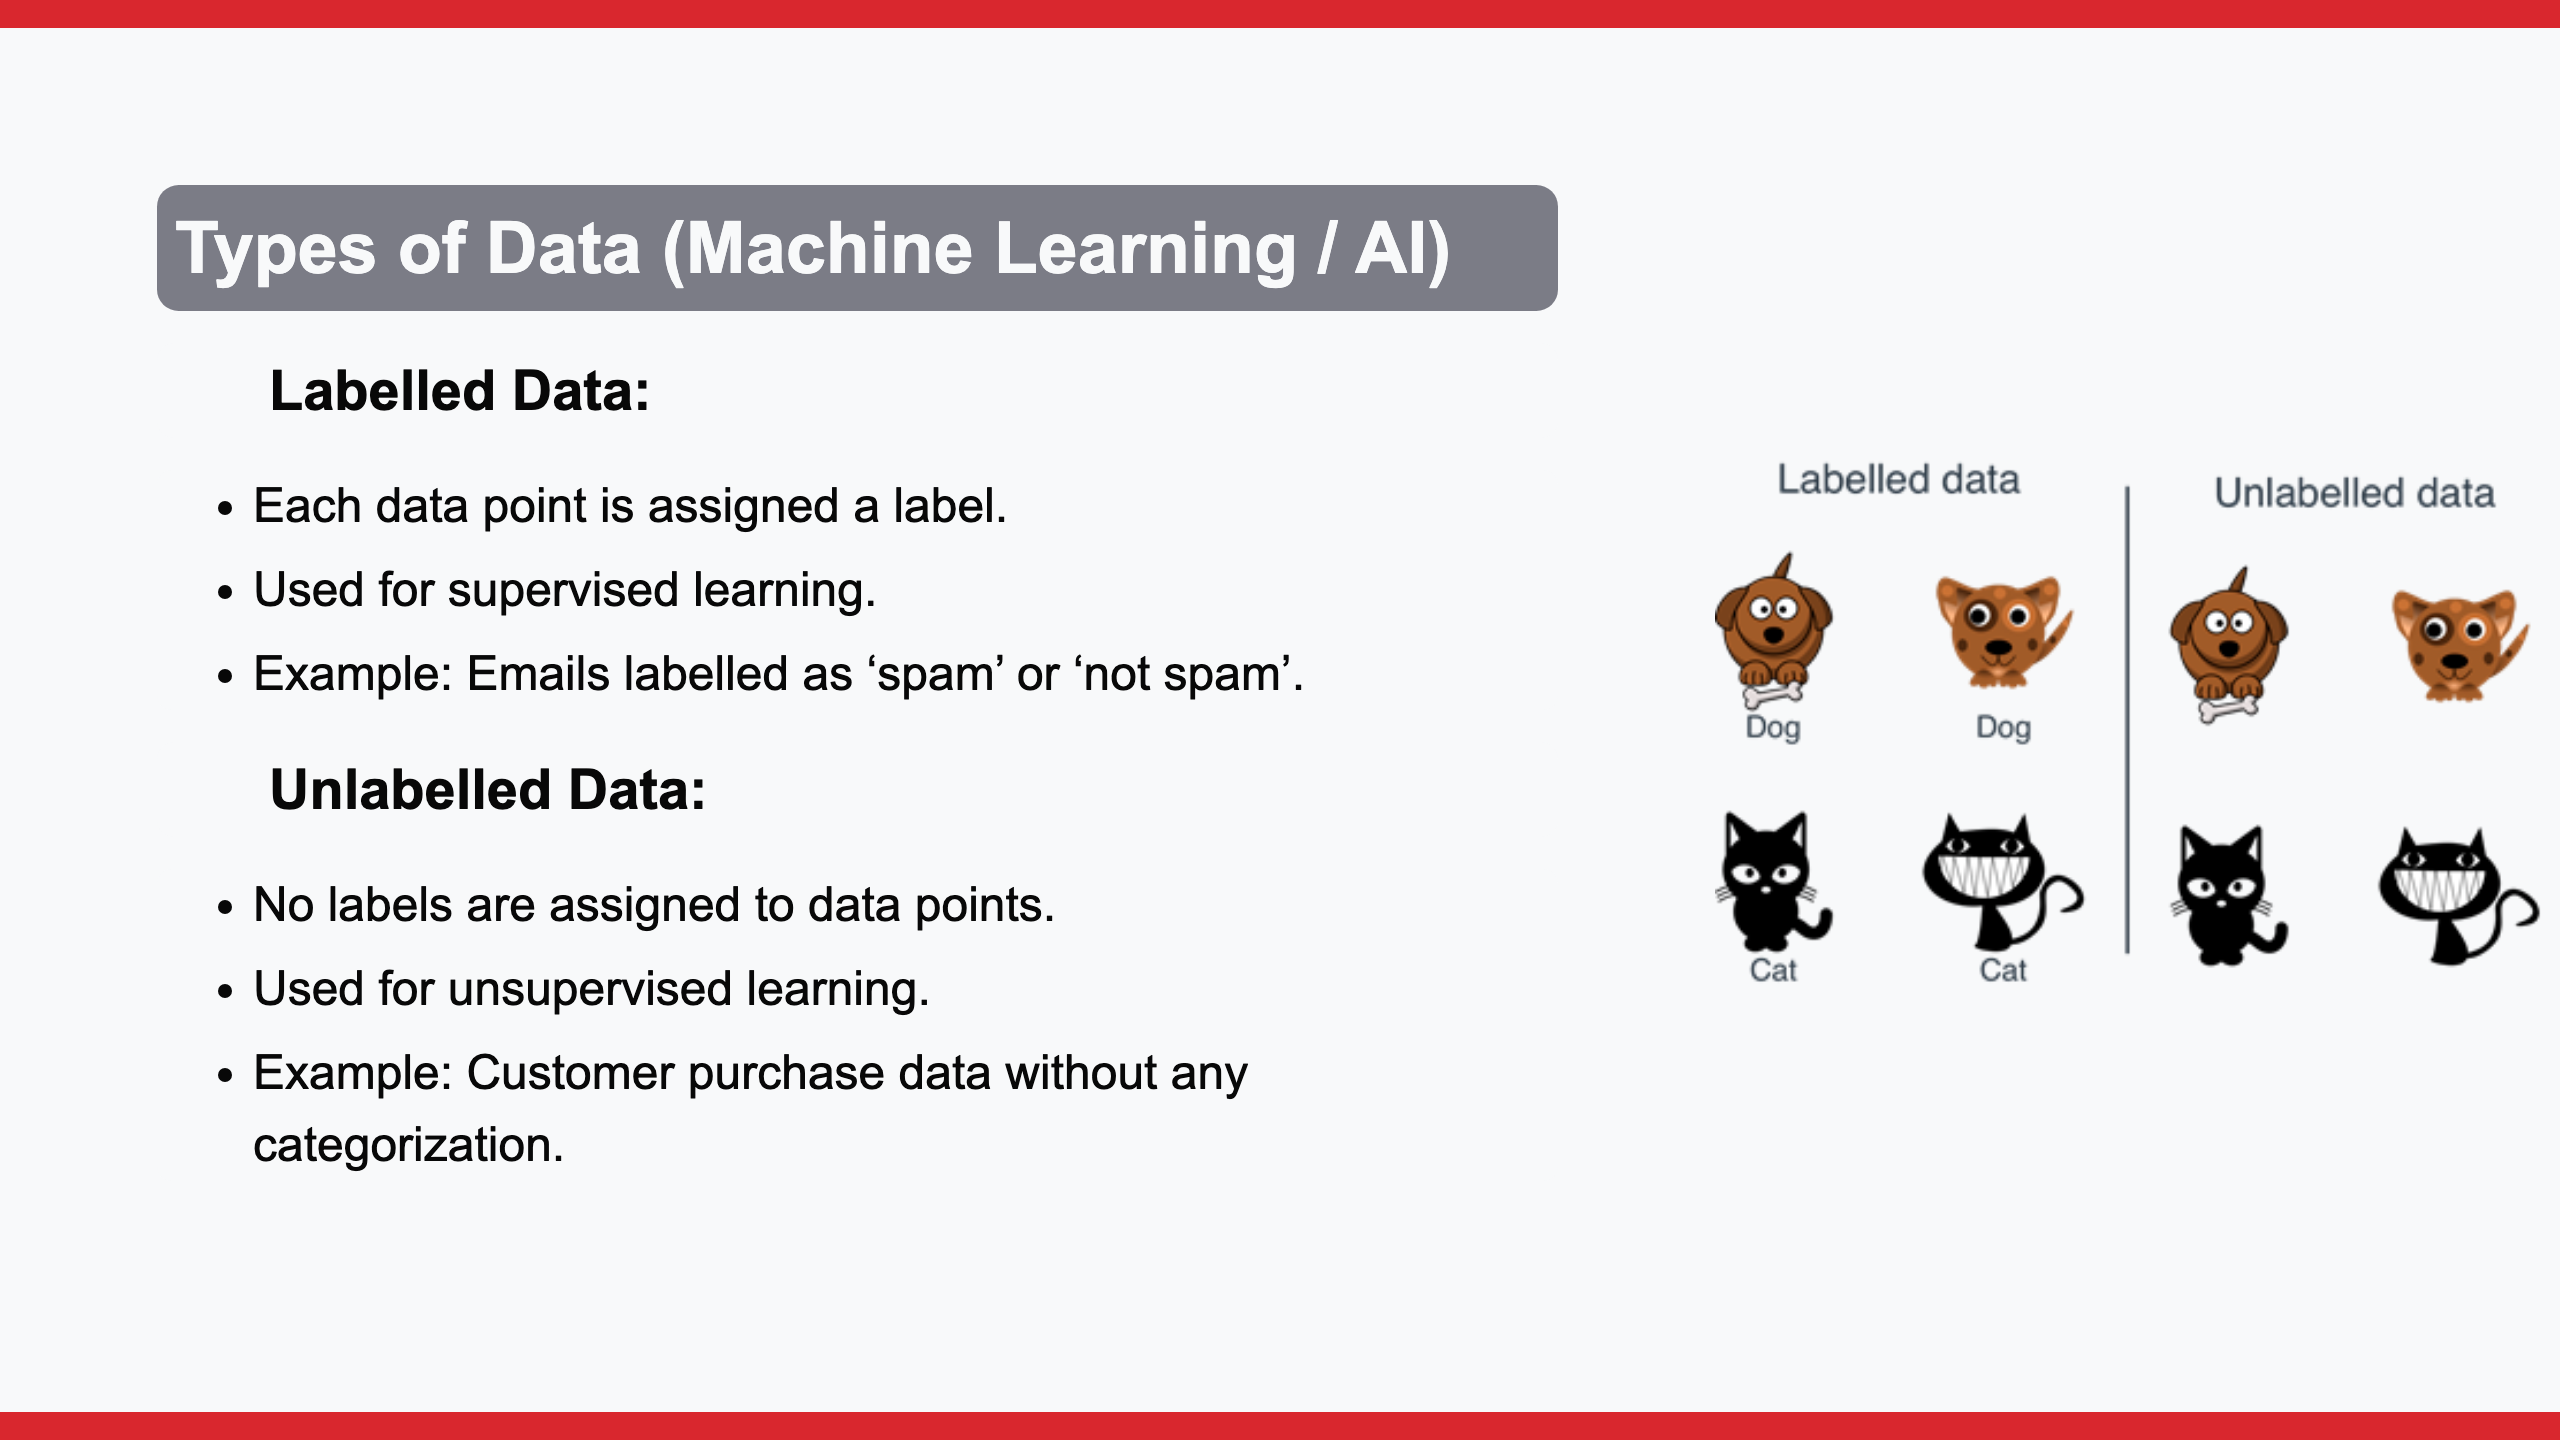 Types of Data (Machine Learning / AI)
Labelled Data:
• Each data point is assigned a label.
• Used for supervised learning.
• Example: Emails labelled as ‘spam’ or ‘not spam’.
Unlabelled Data:
• No labels are assigned to data points.
• Used for unsupervised learning.
• Example: Customer purchase data without any
categorization.
Labelled data
Dog
Dog
Cat
Cat
Unlabelled data